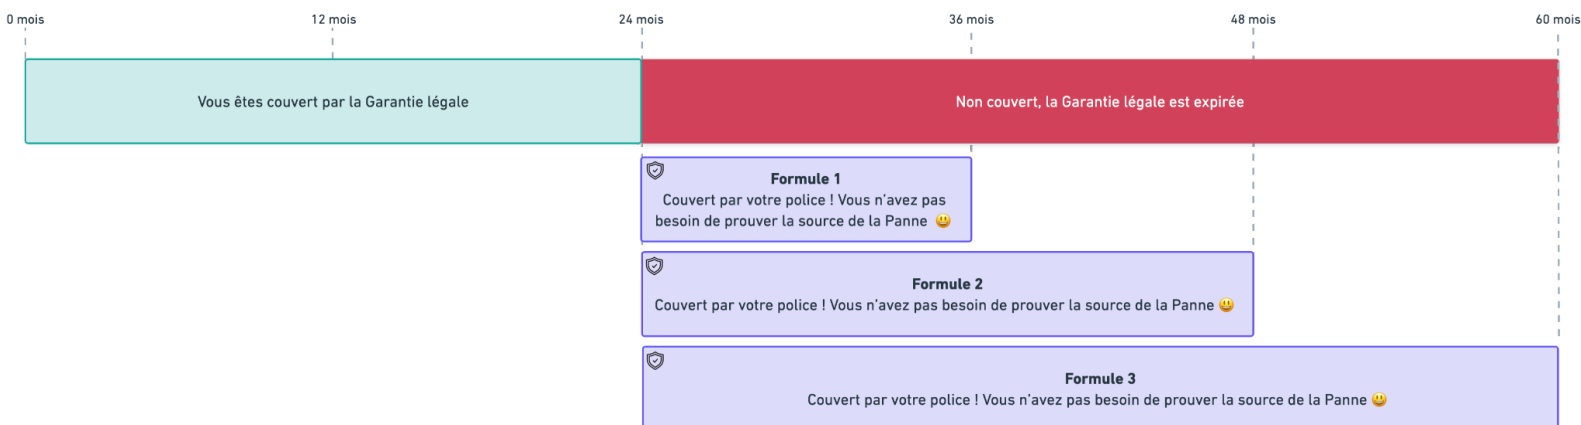 0 mois
12 mois
24 mois
36 mois
48 mois
60 mois
Vous êtes couvert par la Garantie légale
Non couvert, la Garantie légale est expirée
Formule 1
Couvert par votre police ! Vous n'avez pas
besoin de prouver la source de la Panne 😃
Formule 2
Couvert par votre police ! Vous n'avez pas besoin de prouver la source de la Panne 😃
Formule 3
Couvert par votre police ! Vous n'avez pas besoin de prouver la source de la Panne 😃